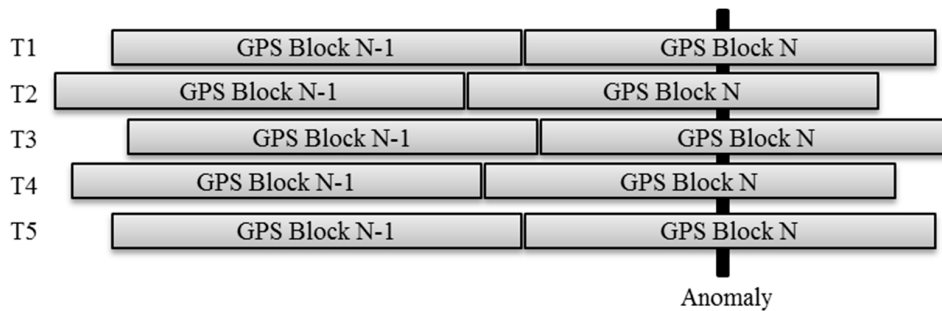 T1 GPS Block N-1 GPS Block N
T2 GPS Block N-1 GPS Block N
T3 GPS Block N-1 GPS Block N
T4 GPS Block N-1 GPS Block N
T5 GPS Block N-1 GPS Block N
Anomaly